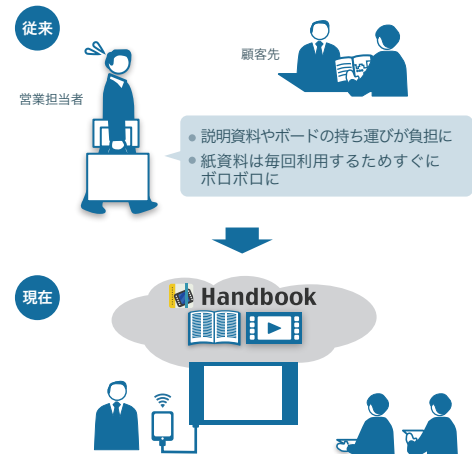 従来
顧客先
営業担当者
● 説明資料やボードの持ち運びが負担に
● 紙資料は毎回利用するためすぐに
ボロボロに
現在
Handbook